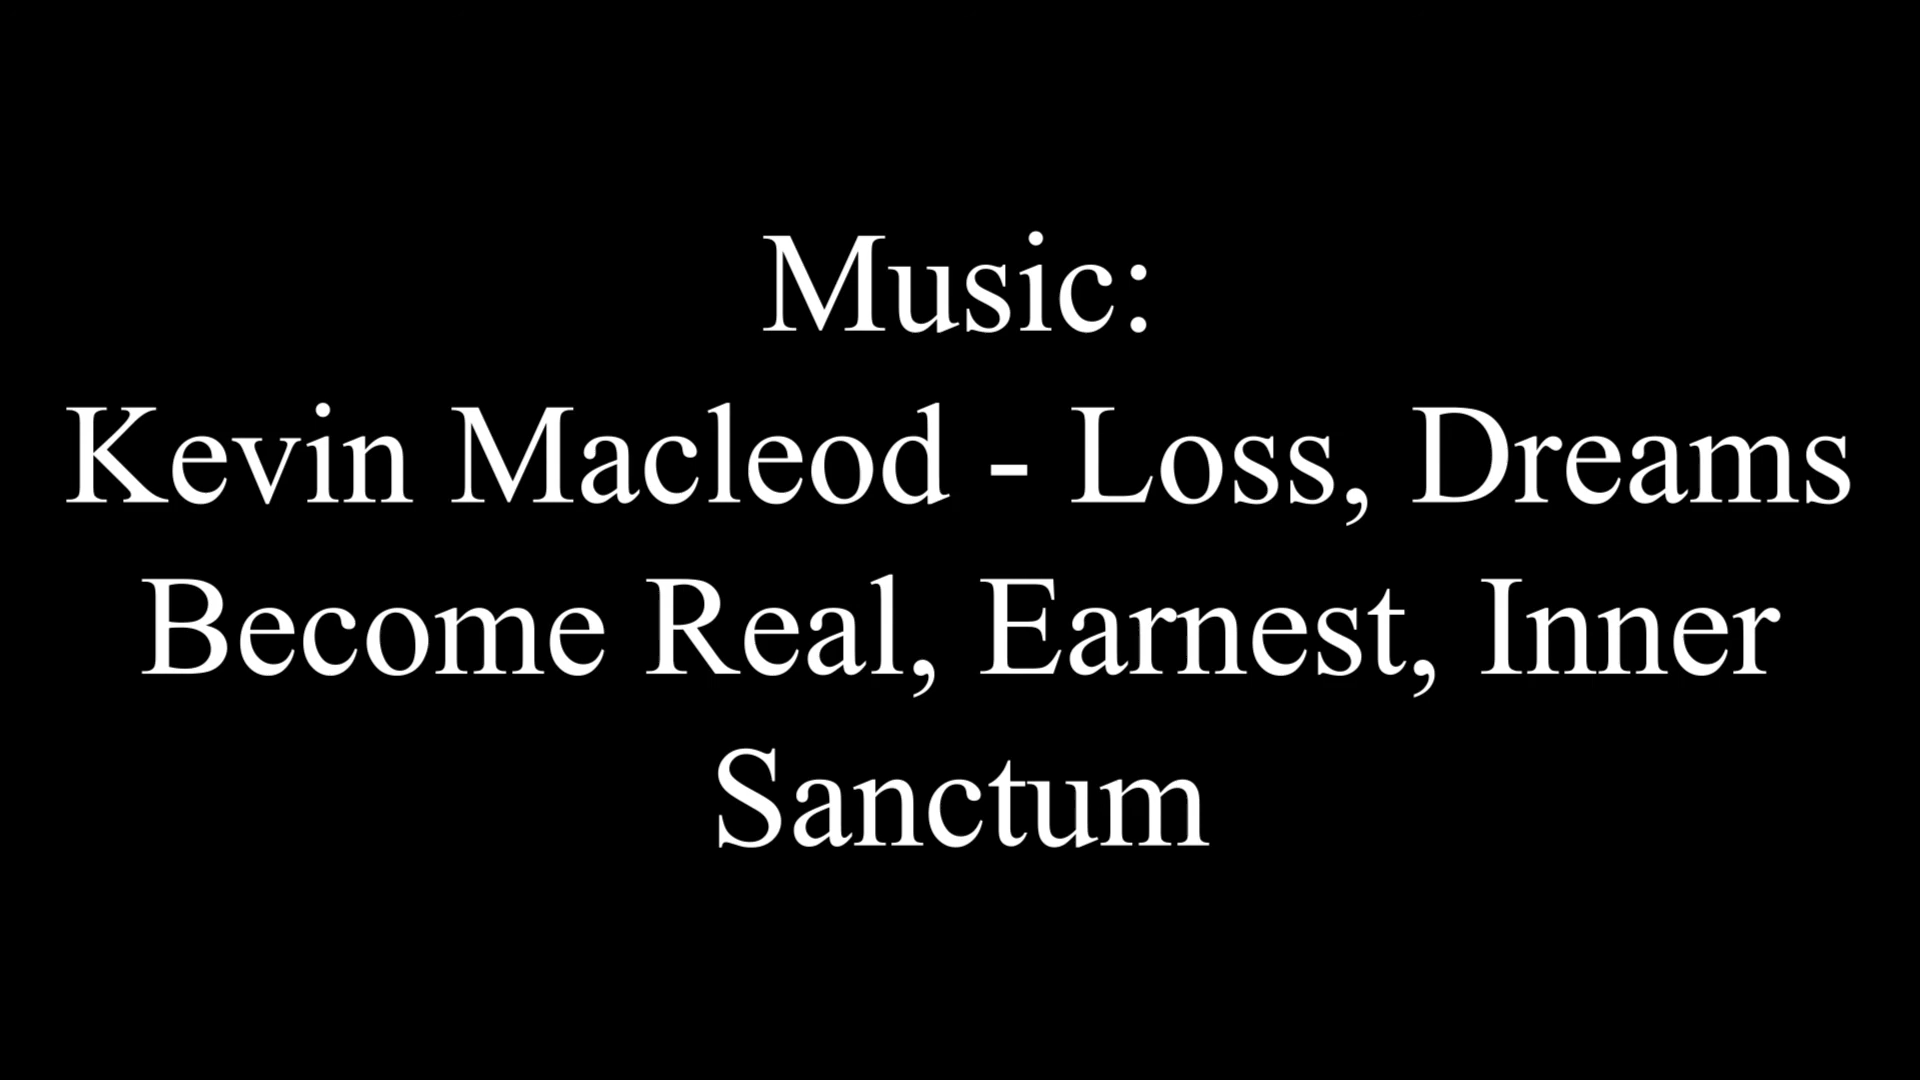 Music:
Kevin Macleod - Loss, Dreams
Become Real, Earnest, Inner
Sanctum